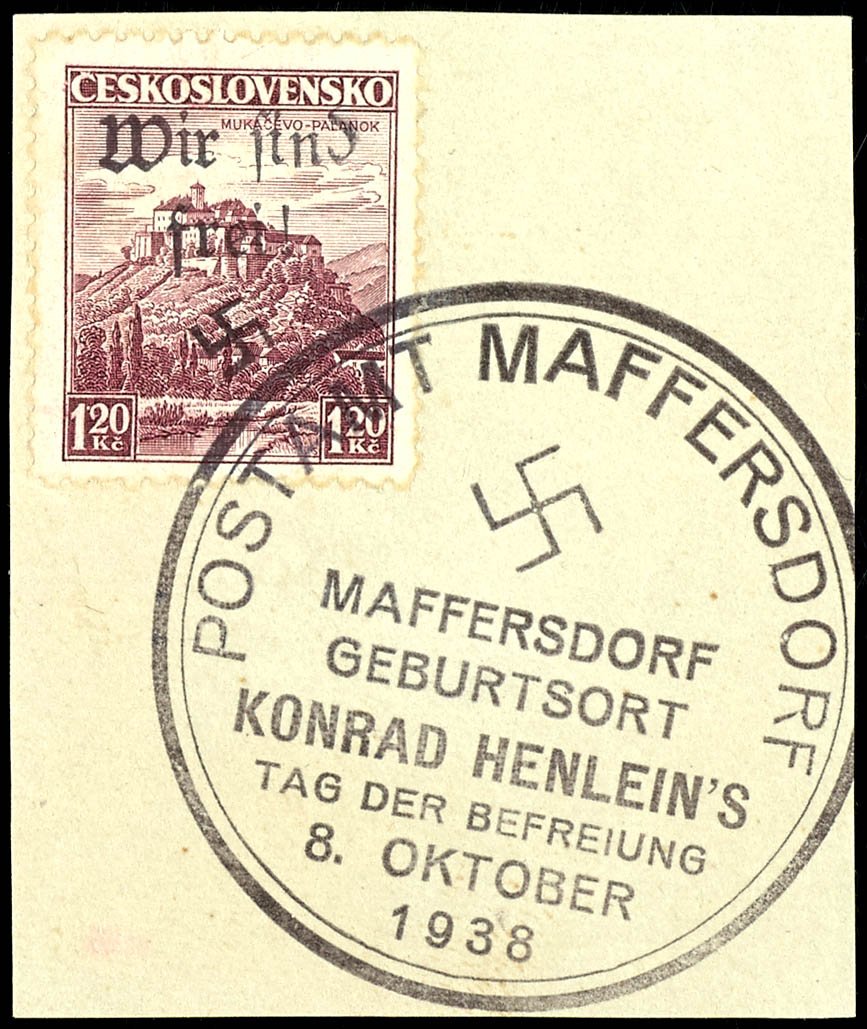 ČESKOSLOVENSKO
MUKAČEVO-PALANOK
Wir sind
frei!
1 20 Kč
1 20 Kč
POSTAMT MAFFERSDORF
MAFFERSDORF
GEBURTSORT
KONRAD HENLEIN'S
TAG DER BEFREIUNG
8. OKTOBER
1938